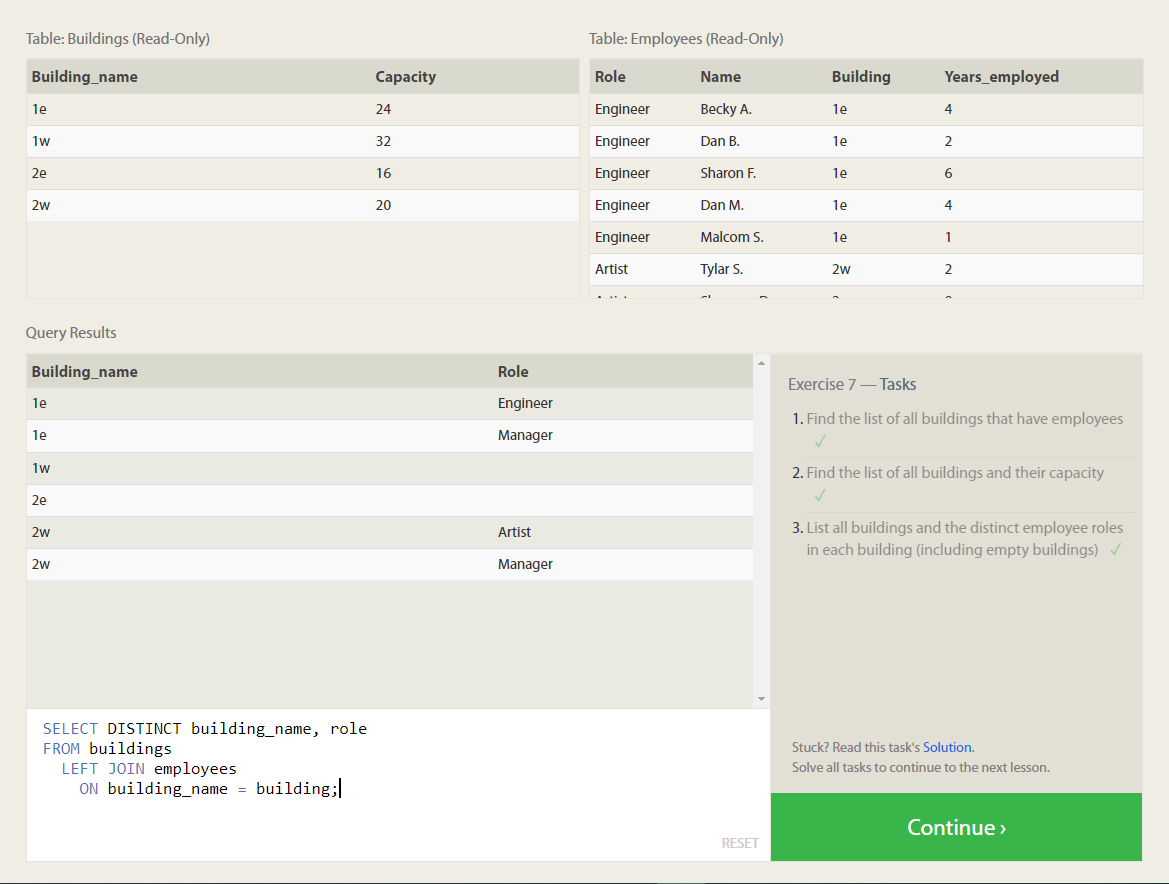 Table: Buildings (Read-Only)
Building_name Capacity
1e 24
1w 32
2e 16
2w 20
Table: Employees (Read-Only)
Role Name Building Years_employed
Engineer Becky A. 1e 4
Engineer Dan B. 1e 2
Engineer Sharon F. 1e 6
Engineer Dan M. 1e 4
Engineer Malcom S. 1e 1
Artist Tylar S. 2w 2
Query Results
Building_name Role
1e Engineer
1e Manager
1w
2e
2w Artist
2w Manager
Exercise 7 — Tasks
1. Find the list of all buildings that have employees
✓
2. Find the list of all buildings and their capacity
✓
3. List all buildings and the distinct employee roles
in each building (including empty buildings) ✓
SELECT DISTINCT building_name, role
FROM buildings
LEFT JOIN employees
ON building_name = building;
RESET
Stuck? Read this task's Solution.
Solve all tasks to continue to the next lesson.
Continue ›